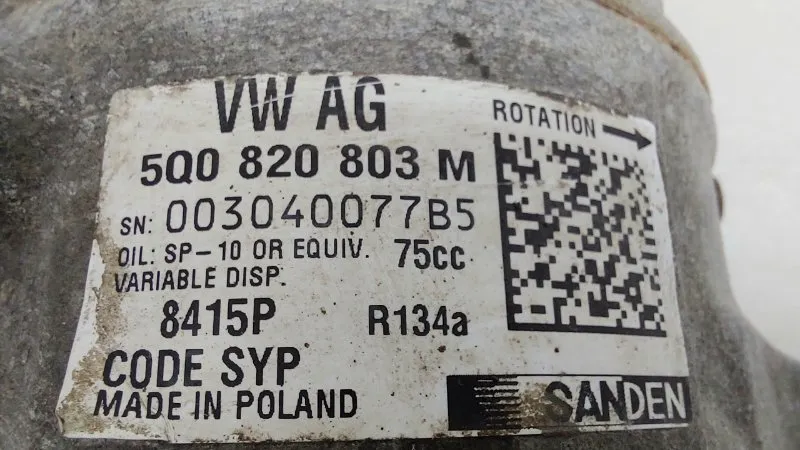 VW AG
ROTATION
5Q0 820 803 M
SN: 003040077B5
OIL: SP-10 OR EQUIV. 75cc
VARIABLE DISP.
8415P R134a
CODE SYP
MADE IN POLAND
SANDEN